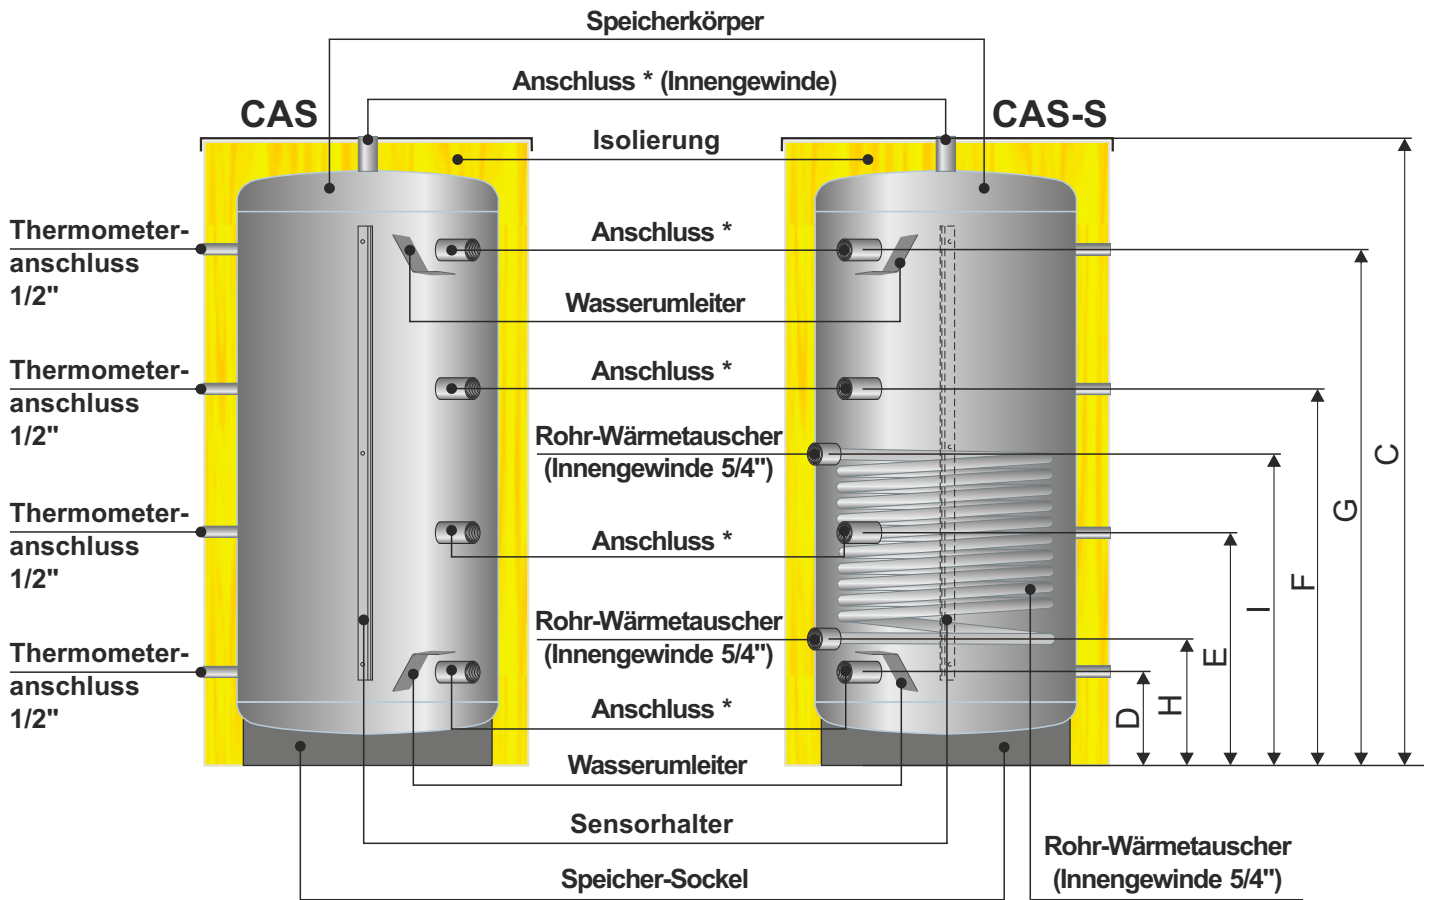 Speicherkörper
Anschluss * (Innengewinde)
CAS
CAS-S
Isolierung
Thermometer-
anschluss
1/2"
Anschluss *
Wasserumleiter
Thermometer-
anschluss
1/2"
Anschluss *
Rohr-Wärmetauscher
(Innengewinde 5/4")
Thermometer-
anschluss
1/2"
Anschluss *
Rohr-Wärmetauscher
(Innengewinde 5/4")
Thermometer-
anschluss
1/2"
Anschluss *
Wasserumleiter
Sensorhalter
Speicher-Sockel
Rohr-Wärmetauscher
(Innengewinde 5/4")
D
H
E
I
F
G
C